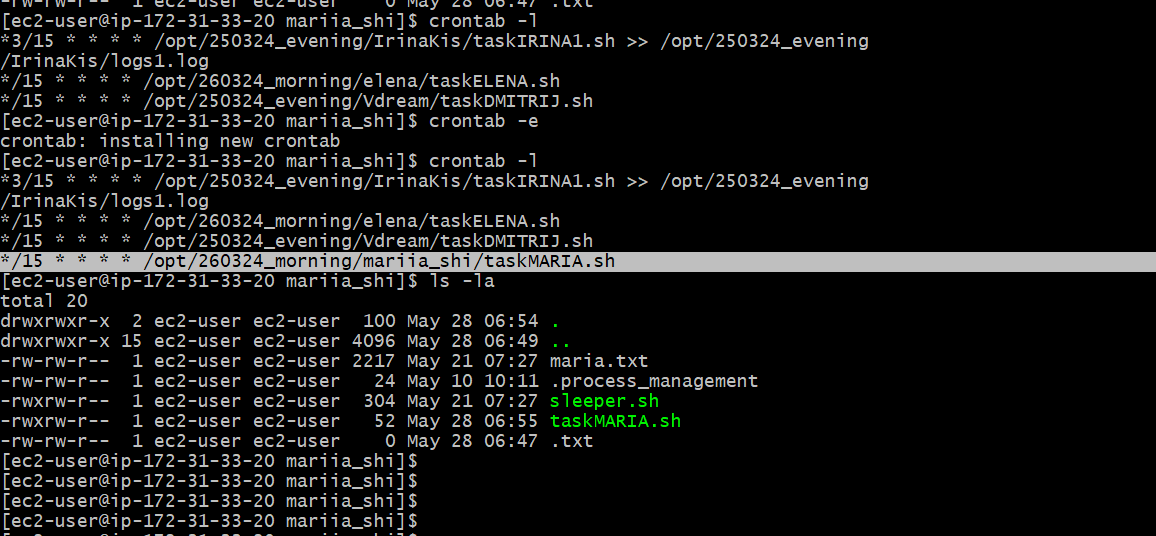 -rw-rw-r-- 1 ec2-user ec2-user 0 May 28 06:47 .txt
[ec2-user@ip-172-31-33-20 mariia_shi]$ crontab -l
*3/15 * * * * /opt/250324_evening/IrinaKis/taskIRINA1.sh >> /opt/250324_evening
/IrinaKis/logs1.log
*/15 * * * * /opt/260324_morning/elena/taskELENA.sh
*/15 * * * * /opt/250324_evening/Vdream/taskDMITRIJ.sh
[ec2-user@ip-172-31-33-20 mariia_shi]$ crontab -e
crontab: installing new crontab
[ec2-user@ip-172-31-33-20 mariia_shi]$ crontab -l
*3/15 * * * * /opt/250324_evening/IrinaKis/taskIRINA1.sh >> /opt/250324_evening
/IrinaKis/logs1.log
*/15 * * * * /opt/260324_morning/elena/taskELENA.sh
*/15 * * * * /opt/250324_evening/Vdream/taskDMITRIJ.sh
*/15 * * * * /opt/260324_morning/mariia_shi/taskMARIA.sh
[ec2-user@ip-172-31-33-20 mariia_shi]$ ls -la
total 20
drwxrwxr-x  2 ec2-user ec2-user  100 May 28 06:54 .
drwxrwxr-x 15 ec2-user ec2-user 4096 May 28 06:49 ..
-rw-rw-r--  1 ec2-user ec2-user 2217 May 21 07:27 maria.txt
-rw-rw-r--  1 ec2-user ec2-user   24 May 10 10:11 .process_management
-rwxrw-r--  1 ec2-user ec2-user  304 May 21 07:27 sleeper.sh
-rwxrw-r--  1 ec2-user ec2-user   52 May 28 06:55 taskMARIA.sh
-rw-rw-r--  1 ec2-user ec2-user    0 May 28 06:47 .txt
[ec2-user@ip-172-31-33-20 mariia_shi]$
[ec2-user@ip-172-31-33-20 mariia_shi]$
[ec2-user@ip-172-31-33-20 mariia_shi]$
[ec2-user@ip-172-31-33-20 mariia_shi]$